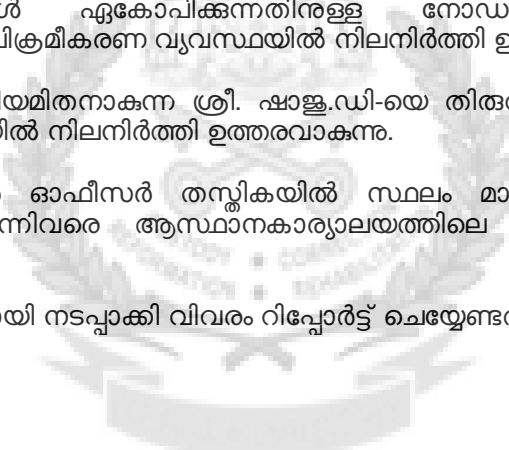 ൾ ഏകോപിക്കുന്നതിനുള്ള നോഡ
ക്രമീകരണ വ്യവസ്ഥയിൽ നിലനിർത്തി
യമിതനാകുന്ന ശ്രീ. ഷാജു.ഡി-യെ തിരു
ിൽ നിലനിർത്തി ഉത്തരവാകുന്നു.
ഓഫീസർ തസ്തികയിൽ സ്ഥലം മാ
ന്നിവരെ ആസ്ഥാനകാര്യാലയത്തിലെ
ായി നടപ്പാക്കി വിവരം റിപ്പോർട്ട് ചെയ്യേണ്ട